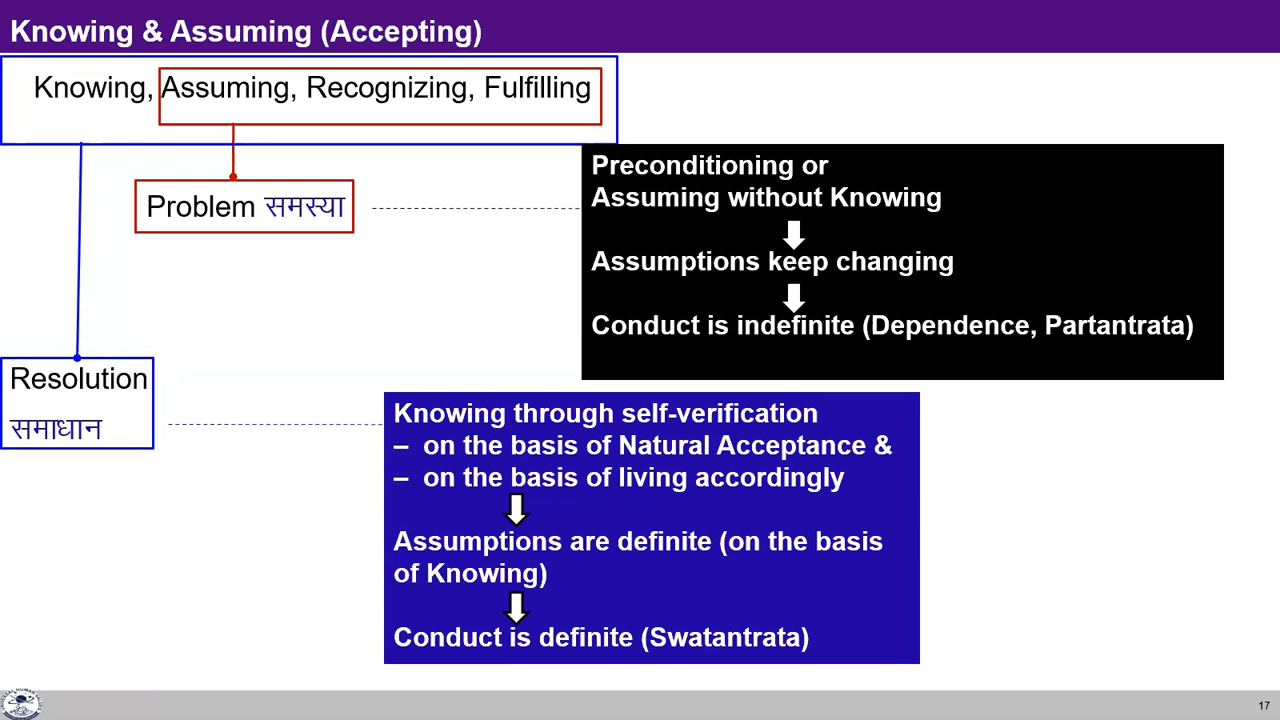 Knowing & Assuming (Accepting)
Knowing, Assuming, Recognizing, Fulfilling
Problem समस्या
Preconditioning or
Assuming without Knowing
Assumptions keep changing
Conduct is indefinite (Dependence, Partantrata)
Resolution
समाधान
Knowing through self-verification
– on the basis of Natural Acceptance &
– on the basis of living accordingly
Assumptions are definite (on the basis
of Knowing)
Conduct is definite (Swatantrata)
17